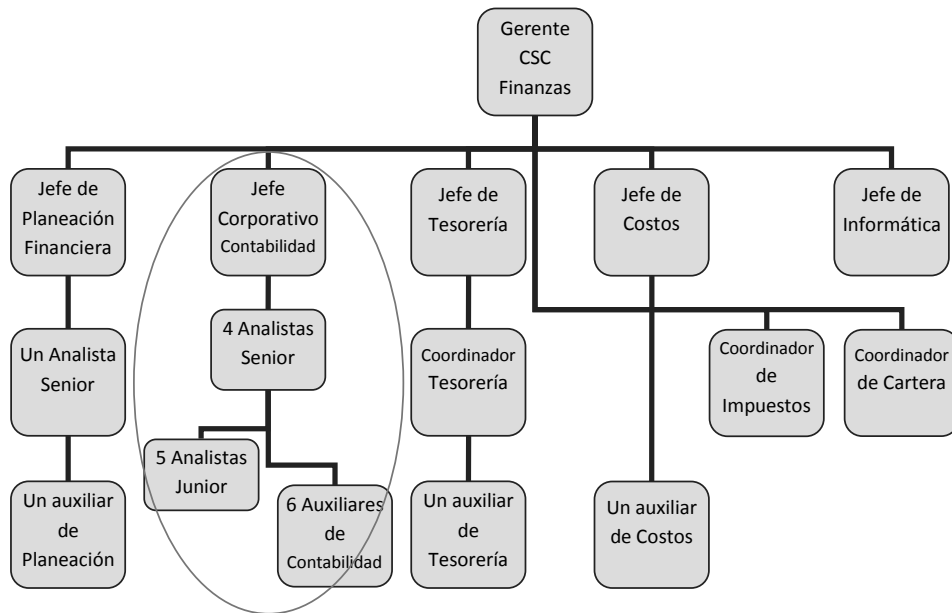 Gerente
CSC
Finanzas
Jefe de
Planeación
Financiera
Jefe
Corporativo
Contabilidad
Jefe de
Tesorería
Jefe de
Costos
Jefe de
Informática
Un Analista
Senior
4 Analistas
Senior
Coordinador
Tesorería
Coordinador
de
Impuestos
Coordinador
de Cartera
5 Analistas
Junior
6 Auxiliares
de
Contabilidad
Un auxiliar
de
Planeación
Un auxiliar
de
Tesorería
Un auxiliar
de Costos